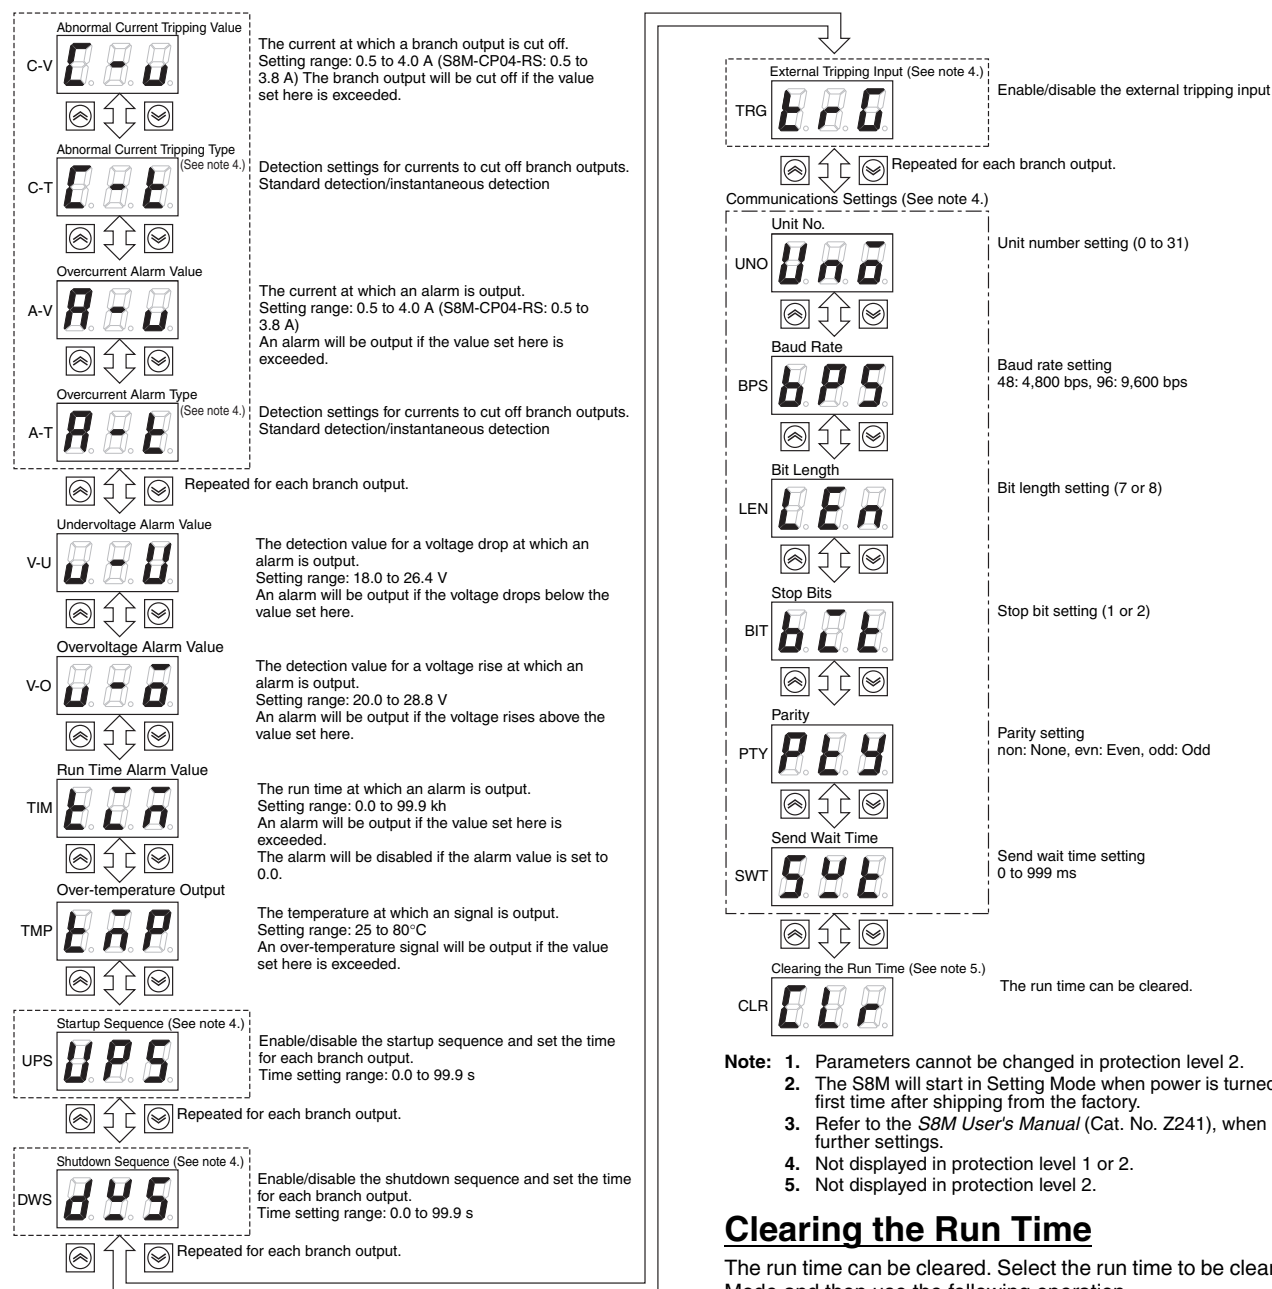 Abnormal Current Tripping Value
C-V
The current at which a branch output is cut off.
Setting range: 0.5 to 4.0 A (S8M-CP04-RS: 0.5 to
3.8 A) The branch output will be cut off if the value
set here is exceeded.
Abnormal Current Tripping Type
(See note 4.)
C-T
Detection settings for currents to cut off branch outputs.
Standard detection/instantaneous detection
Overcurrent Alarm Value
A-V
The current at which an alarm is output.
Setting range: 0.5 to 4.0 A (S8M-CP04-RS: 0.5 to
3.8 A)
An alarm will be output if the value set here is
exceeded.
Overcurrent Alarm Type
(See note 4.)
A-T
Detection settings for currents to cut off branch outputs.
Standard detection/instantaneous detection
Repeated for each branch output.
Undervoltage Alarm Value
V-U
The detection value for a voltage drop at which an
alarm is output.
Setting range: 18.0 to 26.4 V
An alarm will be output if the voltage drops below the
value set here.
Overvoltage Alarm Value
V-O
The detection value for a voltage rise at which an
alarm is output.
Setting range: 20.0 to 28.8 V
An alarm will be output if the voltage rises above the
value set here.
Run Time Alarm Value
TIM
The run time at which an alarm is output.
Setting range: 0.0 to 99.9 kh
An alarm will be output if the value set here is
exceeded.
The alarm will be disabled if the alarm value is set to
0.0.
Over-temperature Output
TMP
The temperature at which an signal is output.
Setting range: 25 to 80°C
An over-temperature signal will be output if the value
set here is exceeded.
Startup Sequence (See note 4.)
UPS
Enable/disable the startup sequence and set the time
for each branch output.
Time setting range: 0.0 to 99.9 s
Repeated for each branch output.
Shutdown Sequence (See note 4.)
DWS
Enable/disable the shutdown sequence and set the time
for each branch output.
Time setting range: 0.0 to 99.9 s
Repeated for each branch output.
External Tripping Input (See note 4.)
TRG
Enable/disable the external tripping input
Repeated for each branch output.
Communications Settings (See note 4.)
Unit No.
UNO
Unit number setting (0 to 31)
Baud Rate
BPS
Baud rate setting
48: 4,800 bps, 96: 9,600 bps
Bit Length
LEN
Bit length setting (7 or 8)
Stop Bits
BIT
Stop bit setting (1 or 2)
Parity
PTY
Parity setting
non: None, evn: Even, odd: Odd
Send Wait Time
SWT
Send wait time setting
0 to 999 ms
Clearing the Run Time (See note 5.)
CLR
The run time can be cleared.
Note: 1. Parameters cannot be changed in protection level 2.
2. The S8M will start in Setting Mode when power is turned
first time after shipping from the factory.
3. Refer to the S8M User's Manual (Cat. No. Z241), when
further settings.
4. Not displayed in protection level 1 or 2.
5. Not displayed in protection level 2.
Clearing the Run Time
The run time can be cleared. Select the run time to be clear
Mode and then use the following operation